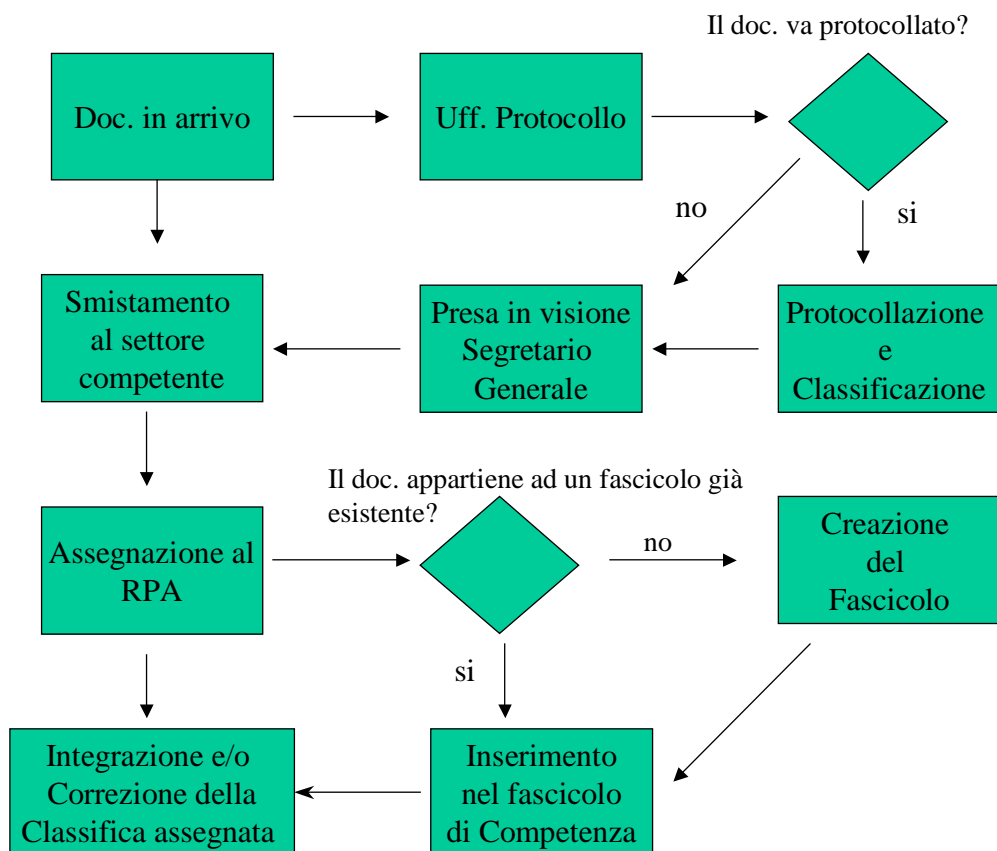 Il doc. va protocollato?
Doc. in arrivo
Uff. Protocollo
no
si
Smistamento
al settore
competente
Presa in visione
Segretario
Generale
Protocollazione
e
Classificazione
Il doc. appartiene ad un fascicolo già
esistente?
Assegnazione al
RPA
no
Creazione
del
Fascicolo
si
Integrazione e/o
Correzione della
Classifica assegnata
Inserimento
nel fascicolo
di Competenza